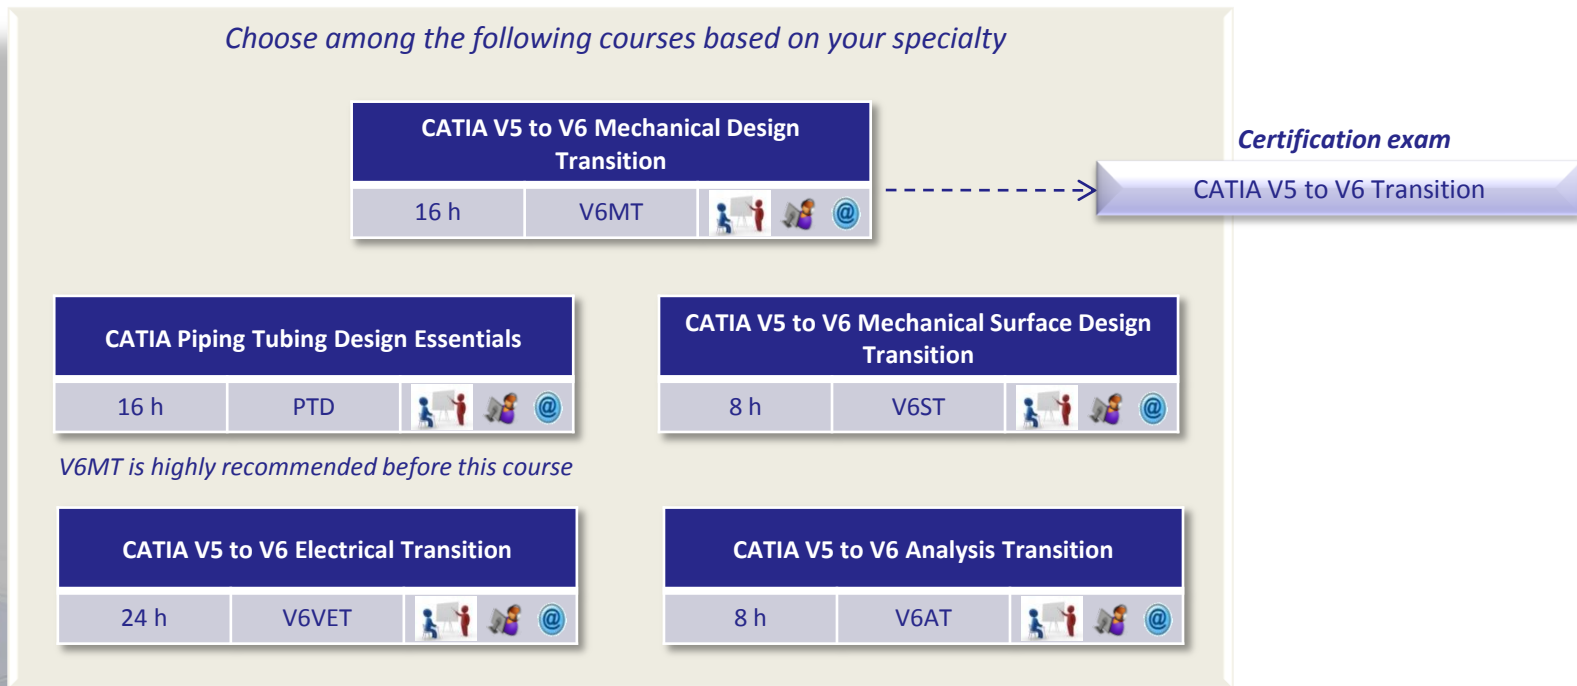 Choose among the following courses based on your specialty
CATIA V5 to V6 Mechanical Design
Transition
16 h V6MT @
Certification exam
CATIA V5 to V6 Transition
CATIA Piping Tubing Design Essentials
16 h PTD @
V6MT is highly recommended before this course
CATIA V5 to V6 Mechanical Surface Design
Transition
8 h V6ST @
CATIA V5 to V6 Electrical Transition
24 h V6VET @
CATIA V5 to V6 Analysis Transition
8 h V6AT @